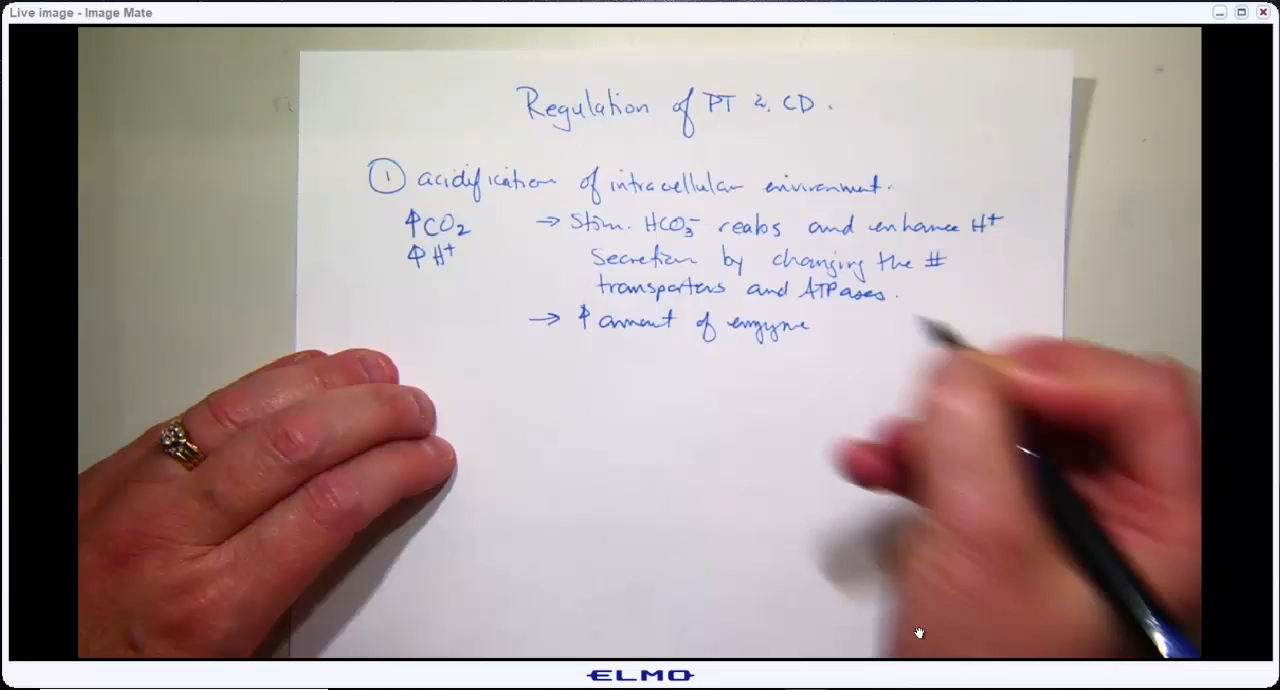 Live image - Image Mate
Regulation of PT & CD.
① acidification of intracellular environment.
↑CO₂ → Stim. HCO₃⁻ reabs and enhance H⁺
↑H⁺ Secretion by changing the #
transporters and ATPases.
→ ↑ amount of enzyme
ELMO